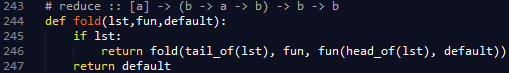 243 # reduce :: [a] -> (b -> a -> b) -> b -> b
244 def fold(lst,fun,default):
245     if lst:
246         return fold(tail_of(lst), fun, fun(head_of(lst), default))
247     return default